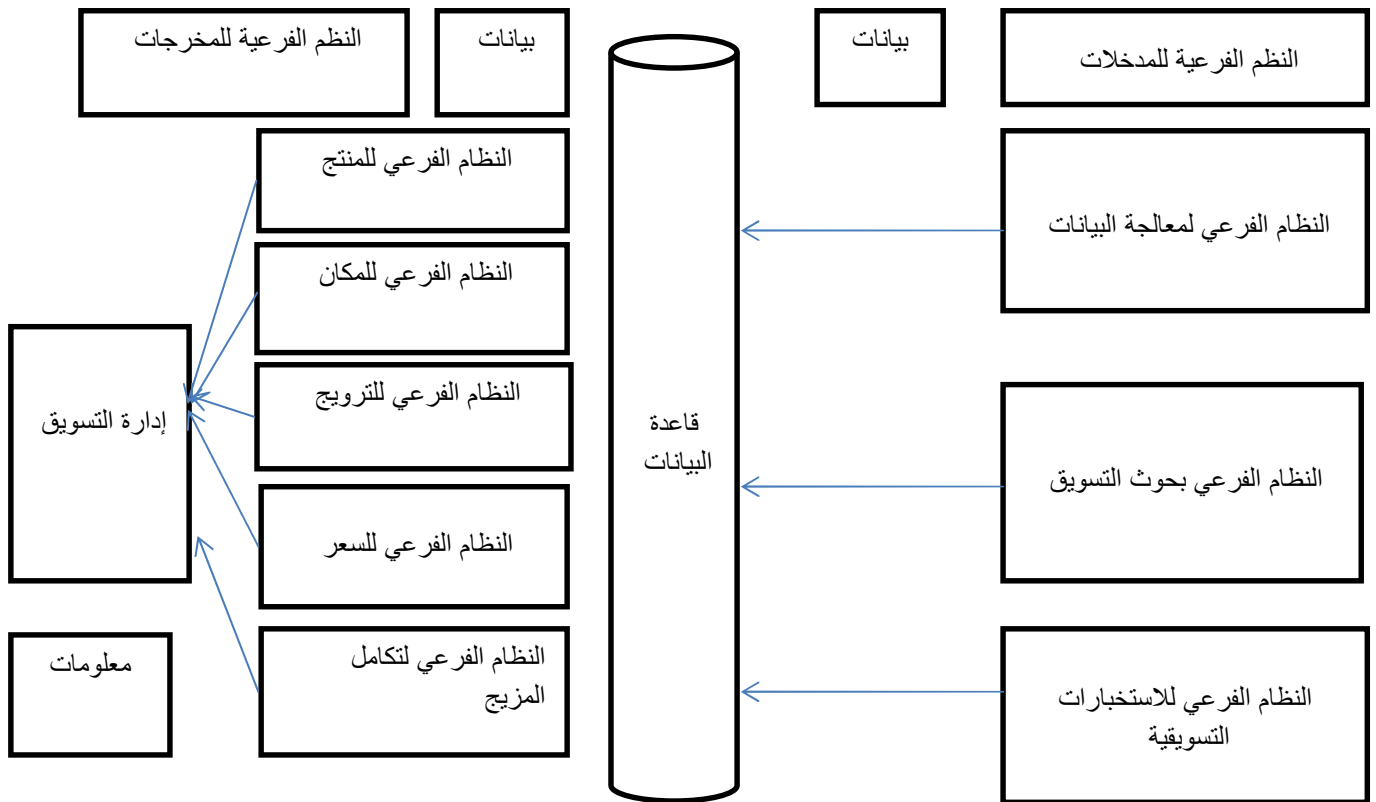 النظم الفرعية للمدخلات
بيانات
بيانات
النظم الفرعية للمخرجات
النظام الفرعي لمعالجة البيانات
النظام الفرعي بحوث التسويق
النظام الفرعي للاستخبارات
التسويقية
قاعدة
البيانات
النظام الفرعي للمنتج
النظام الفرعي للمكان
النظام الفرعي للترويج
النظام الفرعي للسعر
النظام الفرعي لتكامل
المزيج
إدارة التسويق
معلومات